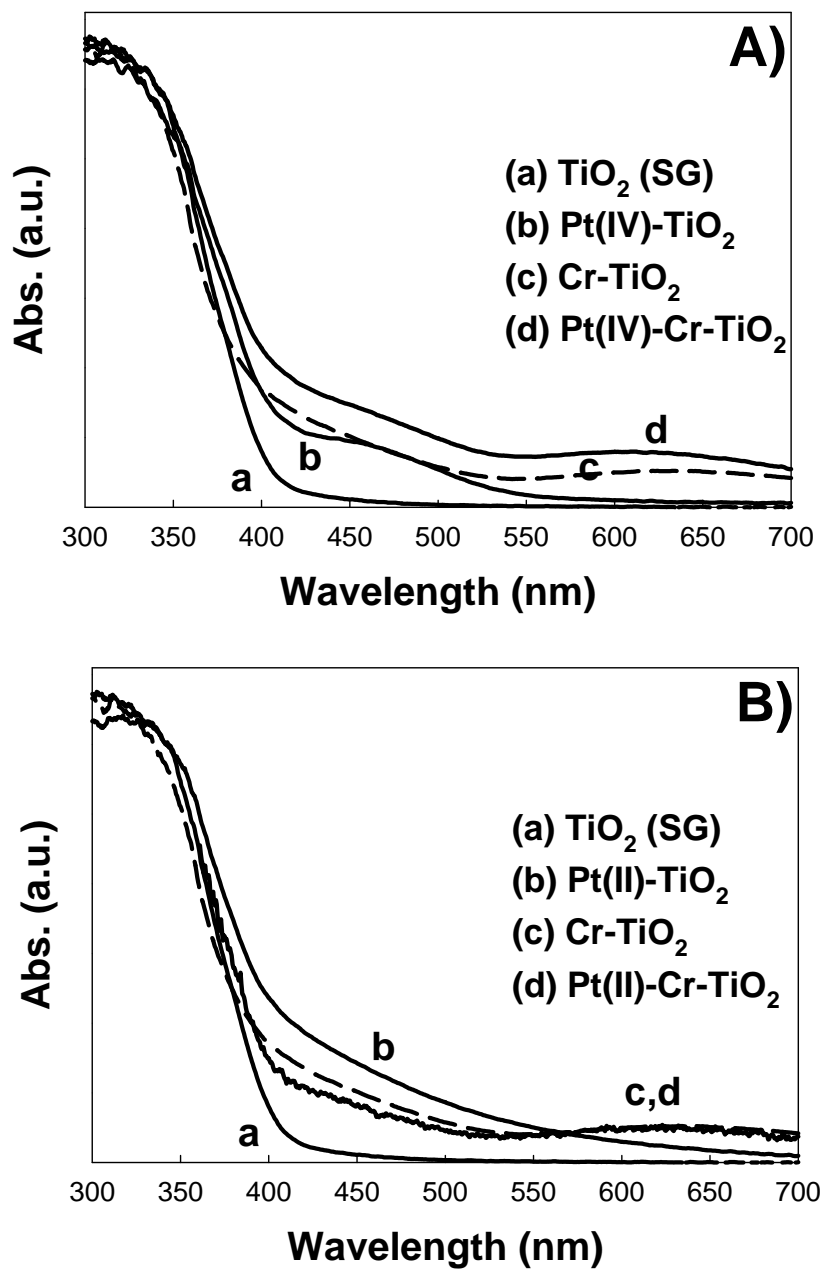 A)
(a) TiO₂ (SG)
(b) Pt(IV)-TiO₂
(c) Cr-TiO₂
(d) Pt(IV)-Cr-TiO₂
Abs. (a.u.)
d
c
b
a
300 350 400 450 500 550 600 650 700
Wavelength (nm)
B)
(a) TiO₂ (SG)
(b) Pt(II)-TiO₂
(c) Cr-TiO₂
(d) Pt(II)-Cr-TiO₂
Abs. (a.u.)
b
c,d
a
300 350 400 450 500 550 600 650 700
Wavelength (nm)